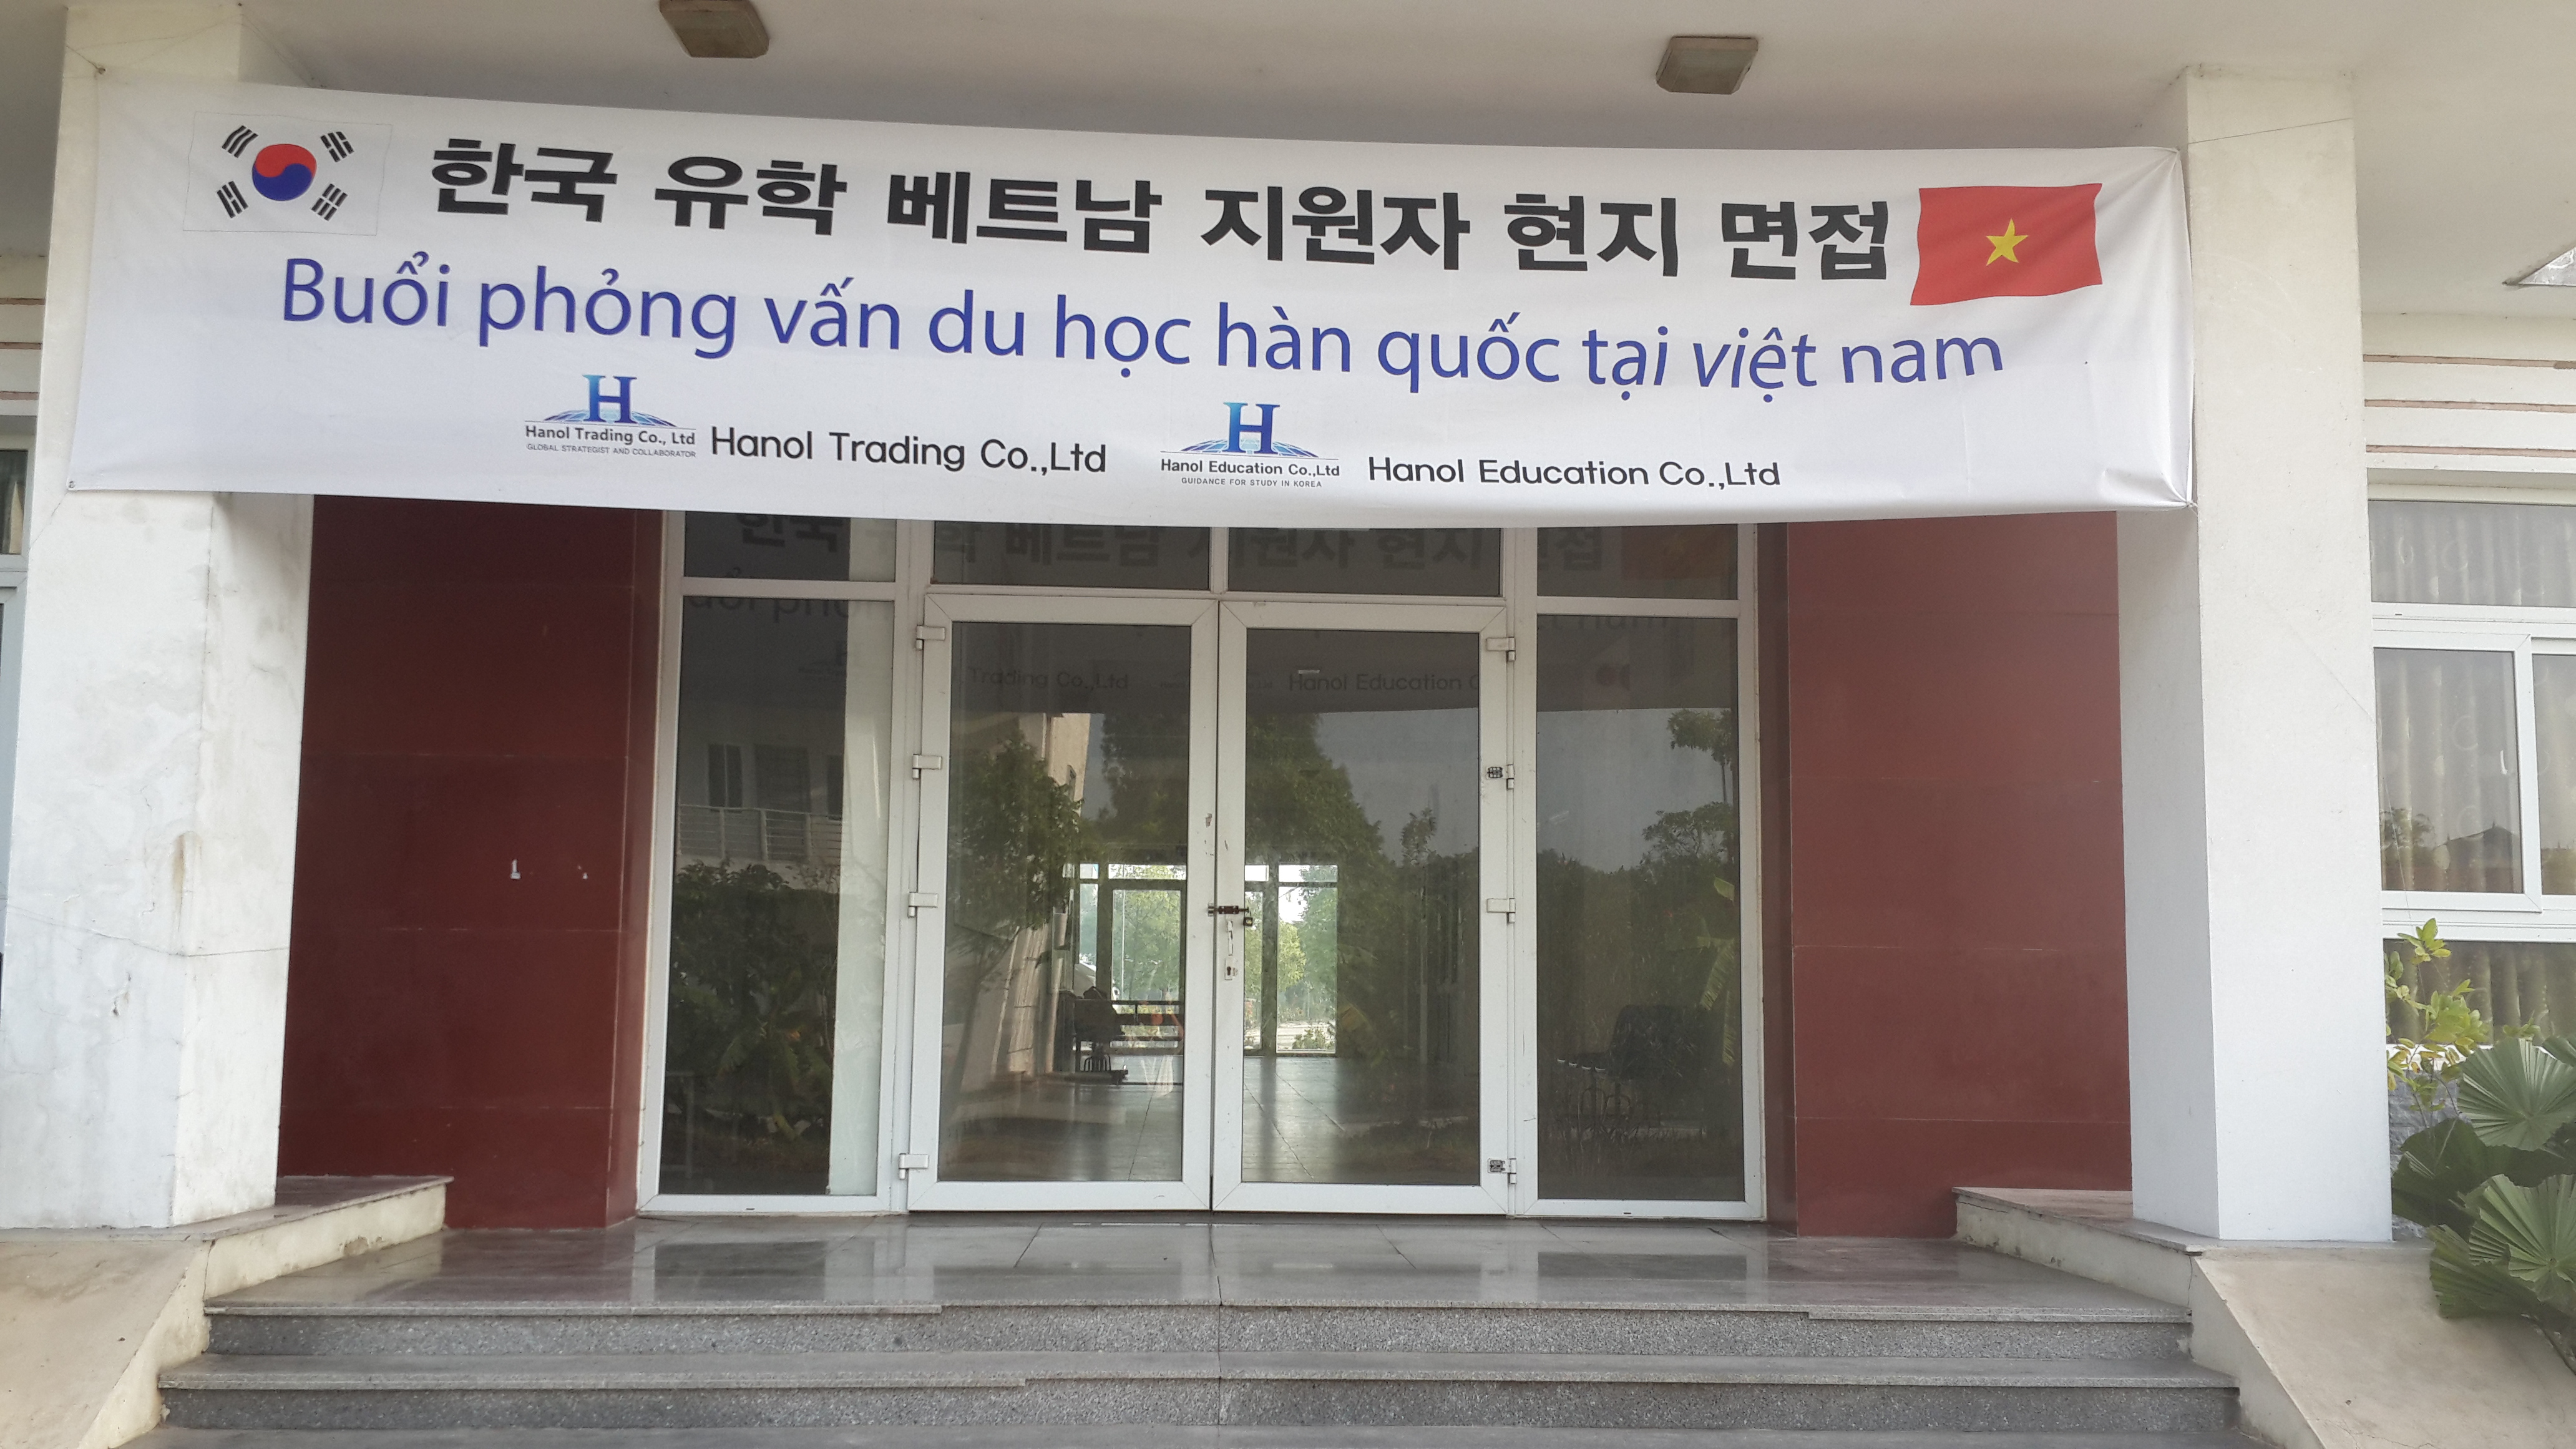 한국 유학 베트남 지원자 현지 면접
Buổi phỏng vấn du học hàn quốc tại việt nam
H
Hanol Trading Co., Ltd
GLOBAL STRATEGIST AND COLLABORATOR
Hanol Trading Co.,Ltd
H
Hanol Education Co.,Ltd
GUIDANCE FOR STUDY IN KOREA
Hanol Education Co.,Ltd